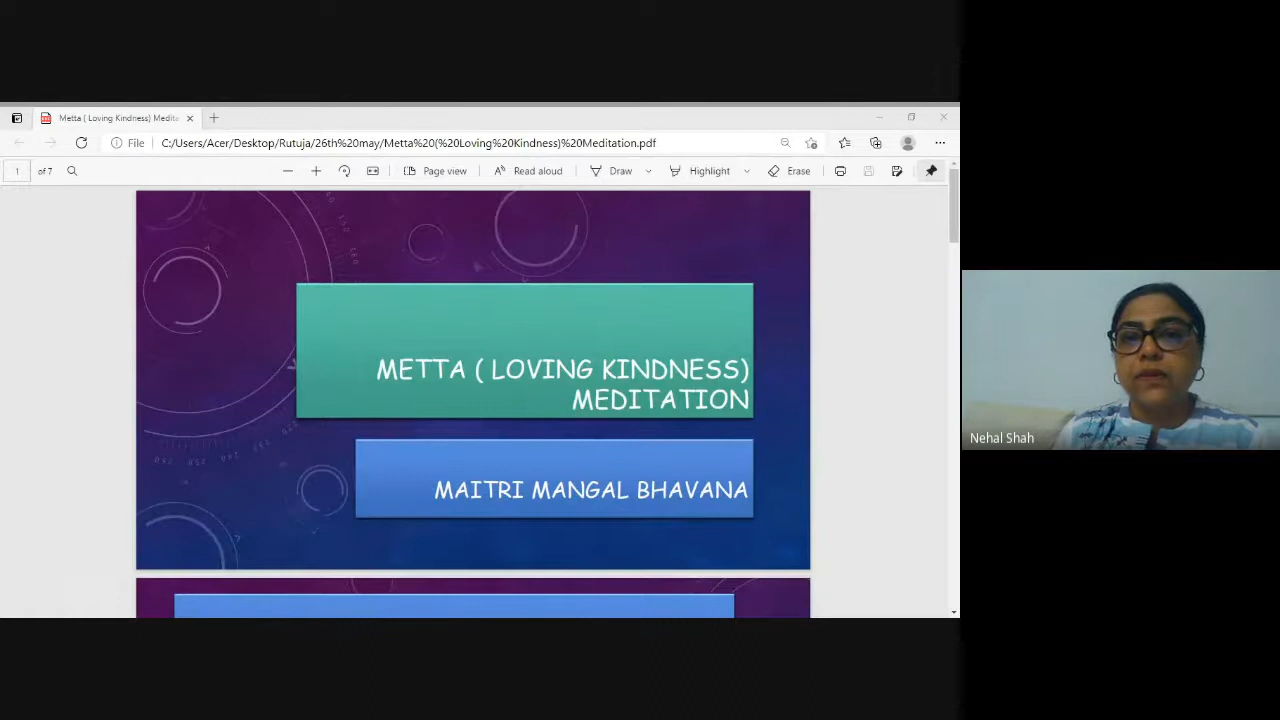 Metta ( Loving Kindness) Medita
File
C:/Users/Acer/Desktop/Rutuja/26th%20may/Metta%20(%20Loving%20Kindness)%20Meditation.pdf
1 of 7
Page view
Read aloud
Draw
Highlight
Erase
METTA ( LOVING KINDNESS)
MEDITATION
MAITRI MANGAL BHAVANA
Nehal Shah